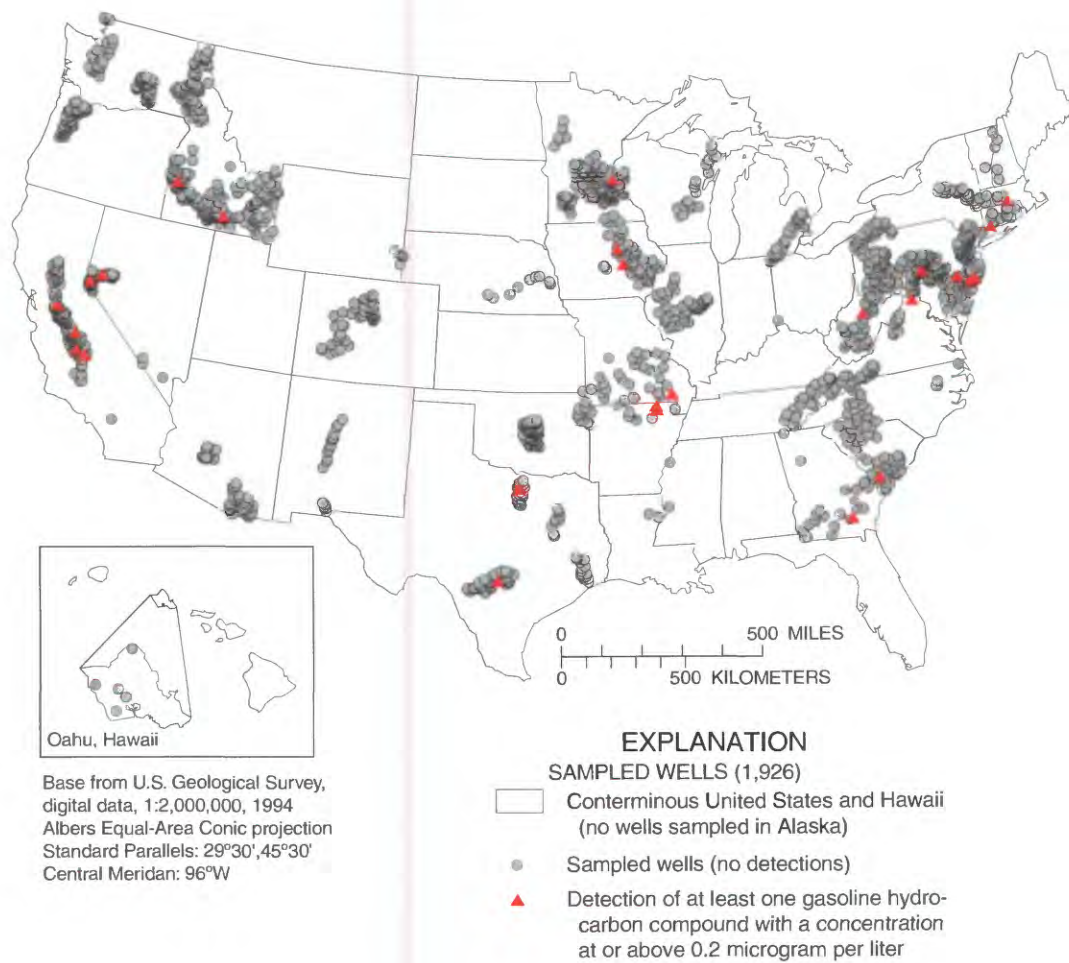 0 500 MILES
0 500 KILOMETERS
Oahu, Hawaii
Base from U.S. Geological Survey,
digital data, 1:2,000,000, 1994
Albers Equal-Area Conic projection
Standard Parallels: 29°30',45°30'
Central Meridan: 96°W
EXPLANATION
SAMPLED WELLS (1,926)
Conterminous United States and Hawaii
(no wells sampled in Alaska)
Sampled wells (no detections)
Detection of at least one gasoline hydro-
carbon compound with a concentration
at or above 0.2 microgram per liter